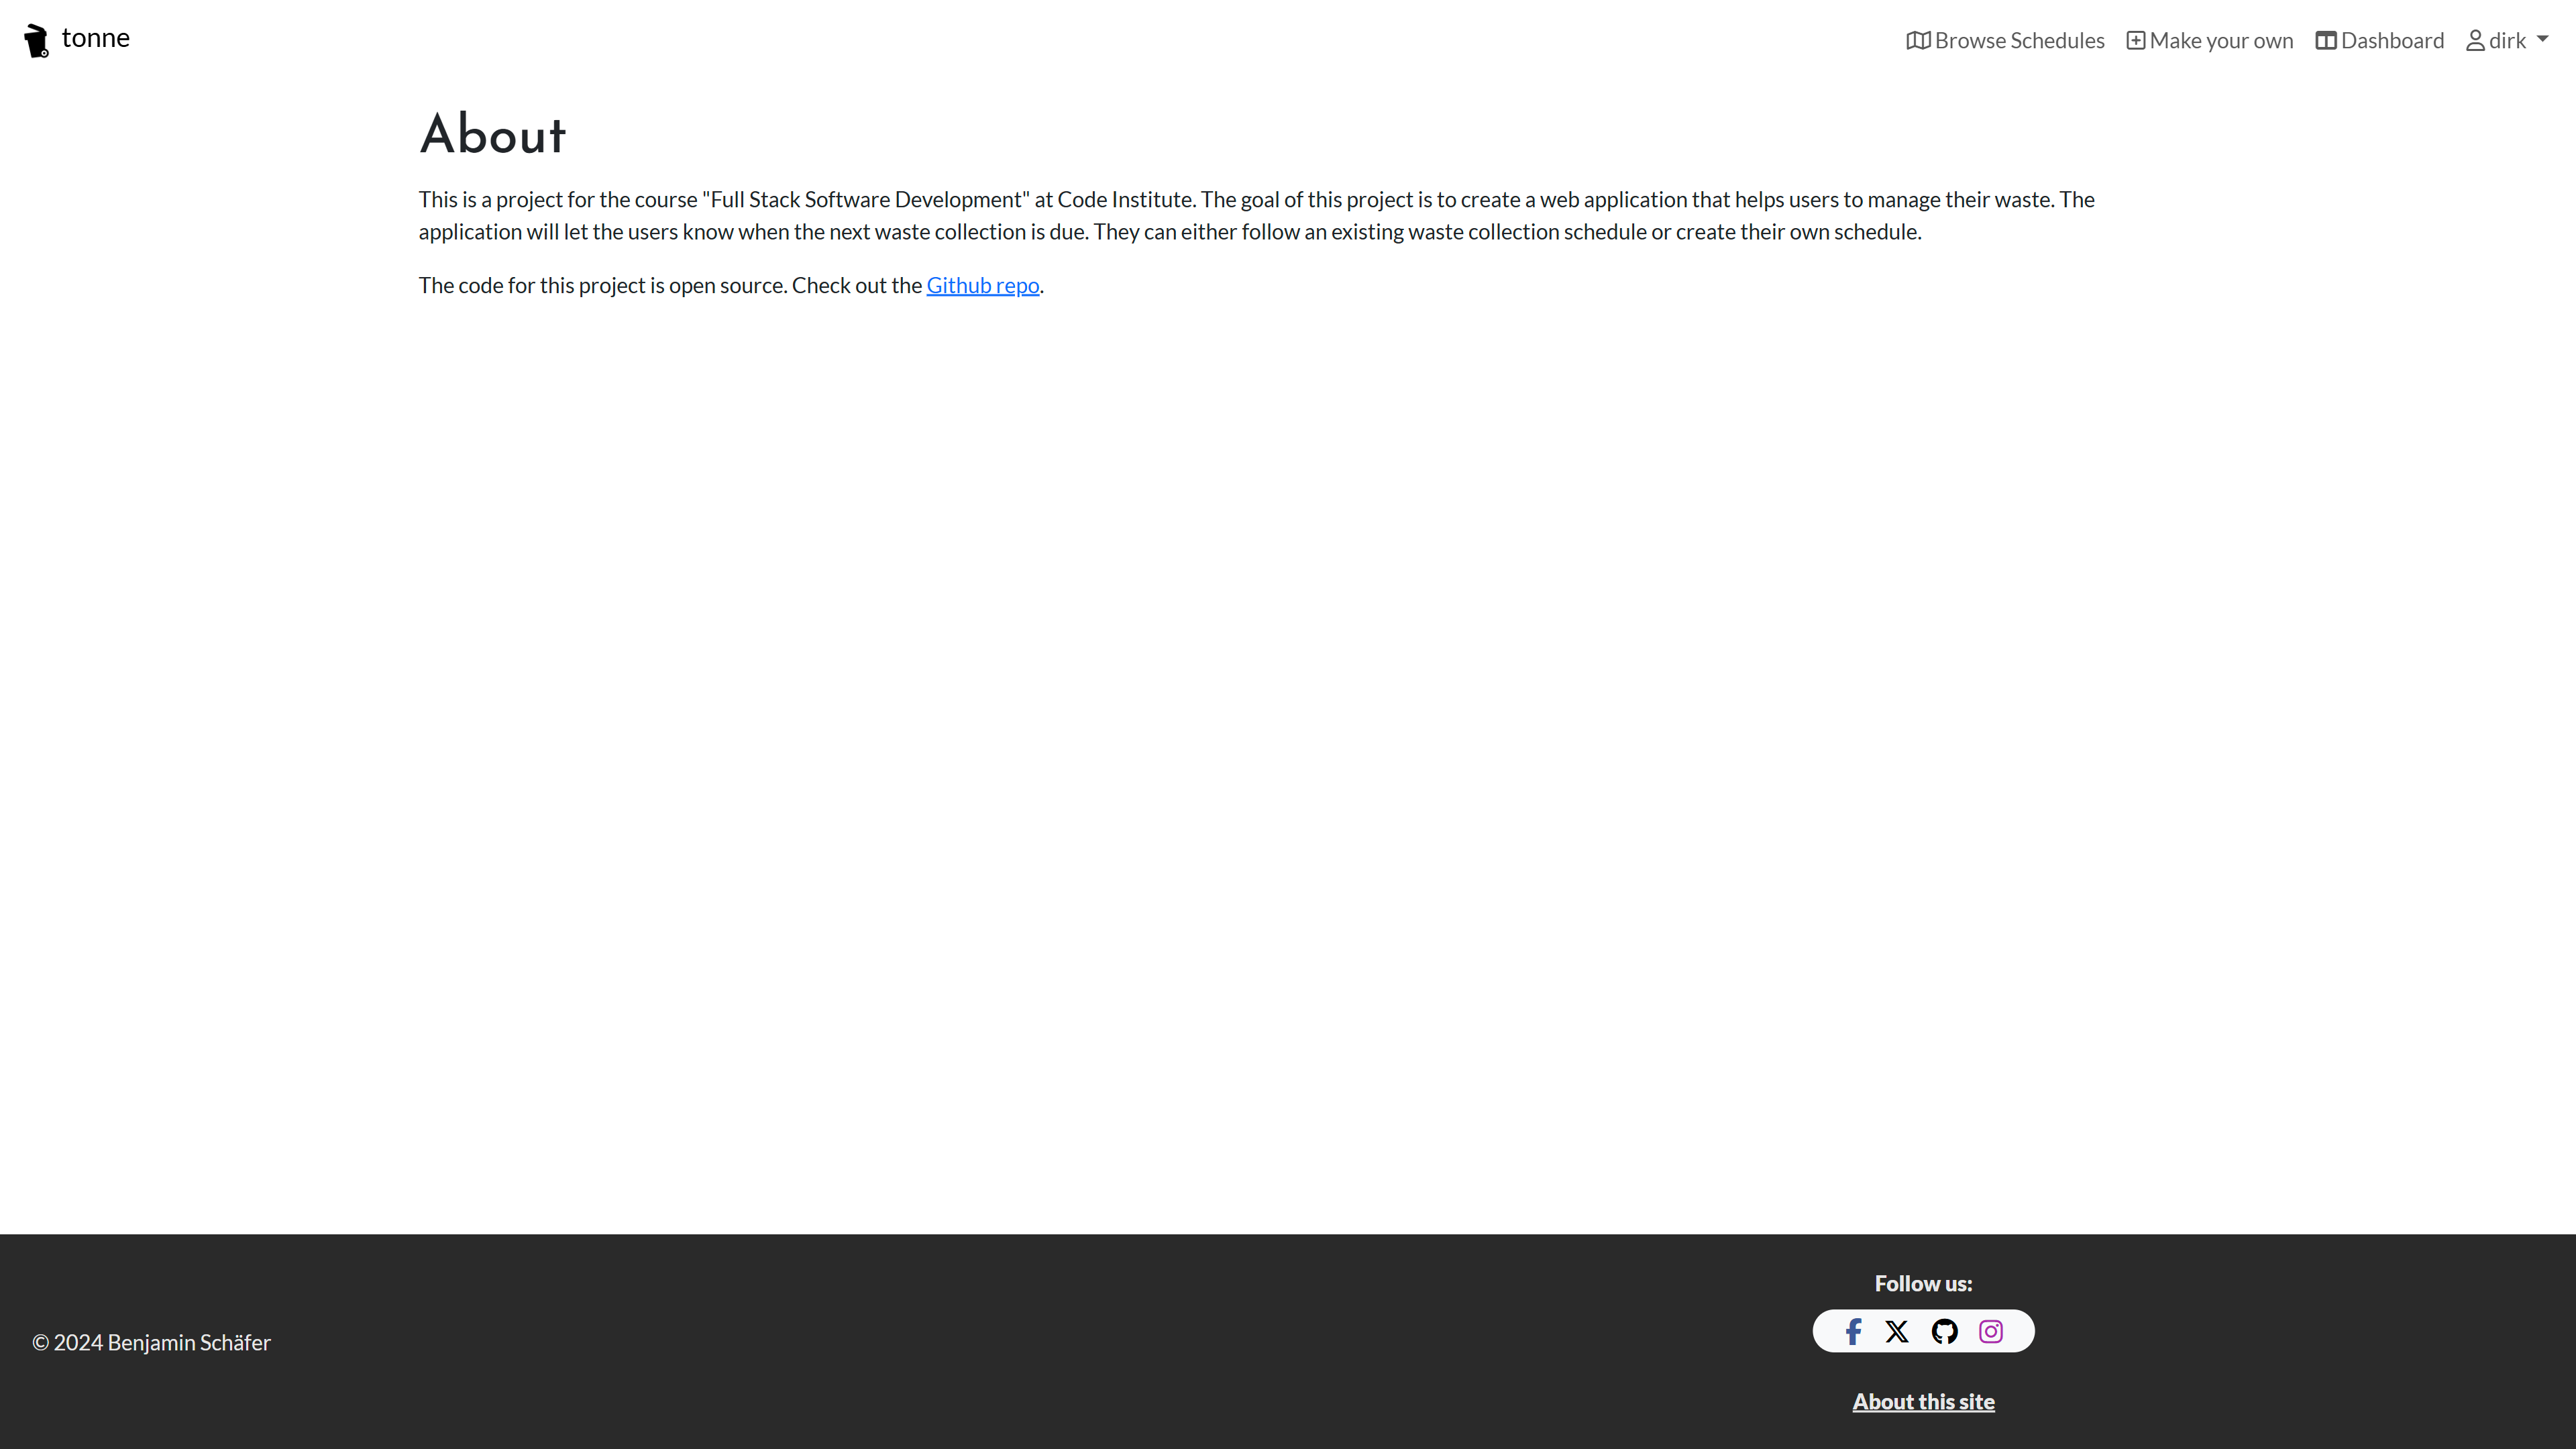 tonne
Browse Schedules
Make your own
Dashboard
dirk
About
This is a project for the course "Full Stack Software Development" at Code Institute. The goal of this project is to create a web application that helps users to manage their waste. The
application will let the users know when the next waste collection is due. They can either follow an existing waste collection schedule or create their own schedule.
The code for this project is open source. Check out the Github repo.
Follow us:
© 2024 Benjamin Schäfer
About this site